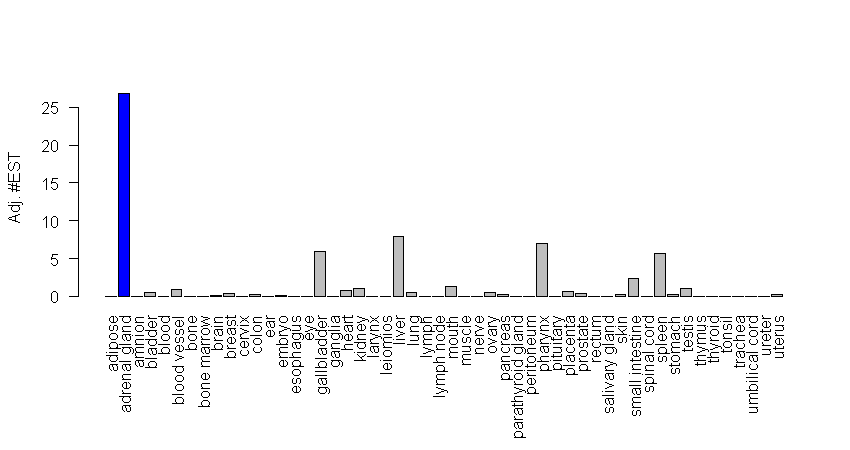 Adj. #EST
25
20
15
10
5
0
adipose
adrenal gland
amnion
bladder
blood
blood vessel
bone
bone marrow
brain
breast
cervix
colon
ear
embryo
esophagus
eye
gallbladder
ganglia
heart
kidney
larynx
leiomios
liver
lung
lymph
lymph node
mouth
muscle
nerve
ovary
pancreas
parathyroid gland
peritoneum
pharynx
pituitary
placenta
prostate
rectum
salivary gland
skin
small intestine
spinal cord
spleen
stomach
testis
thymus
thyroid
tonsil
trachea
umbilical cord
ureter
uterus